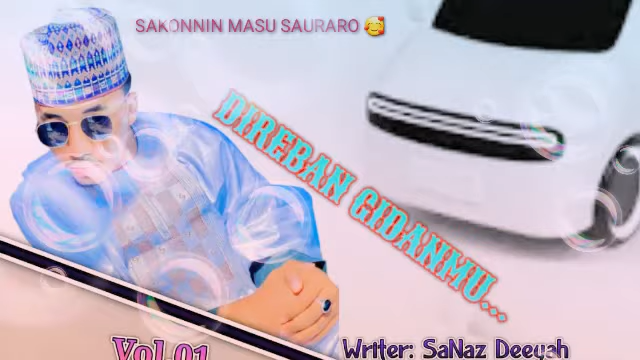 SAKONNIN MASU SAURARO 🥰
DIREBAN GIDANMU...
Vol 01
Writer: SaNaz Deeyah